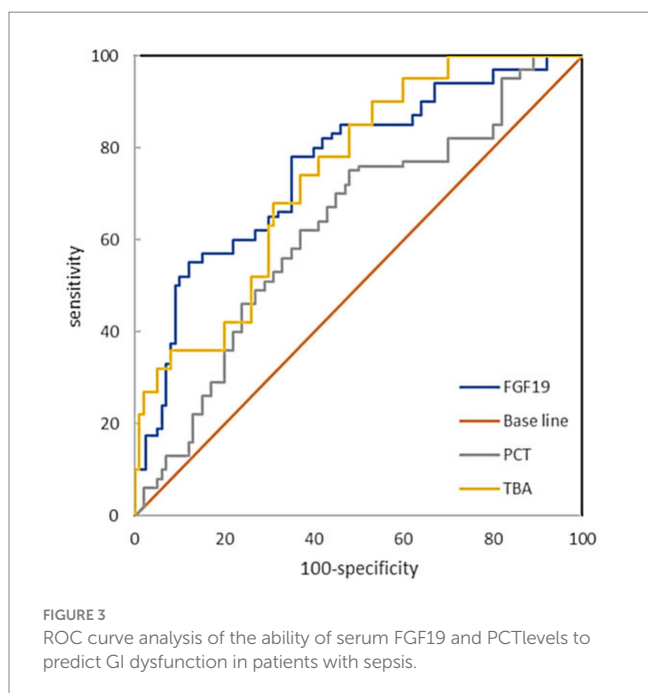 100
80
60
40
20
0
sensitivity
FGF19
Base line
PCT
TBA
0 20 40 60 80 100
100-specificity
FIGURE 3
ROC curve analysis of the ability of serum FGF19 and PCTlevels to
predict GI dysfunction in patients with sepsis.